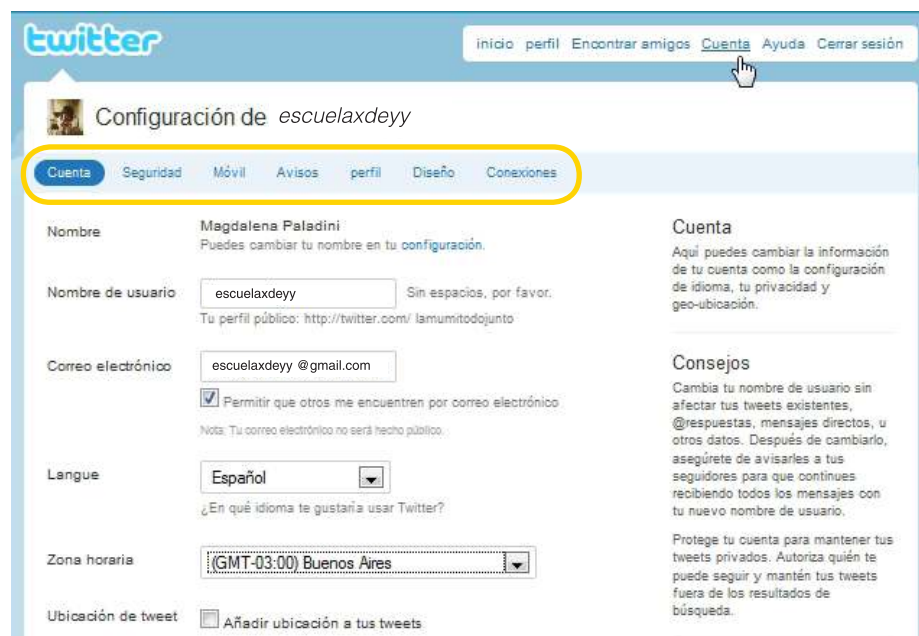 twitter
inicio perfil Encontrar amigos Cuenta Ayuda Cerrar sesión
Configuración de escuelaxdeyy
Cuenta Seguridad Móvil Avisos perfil Diseño Conexiones
Nombre
Magdalena Paladini
Puedes cambiar tu nombre en tu configuración.
Nombre de usuario
escuelaxdeyy
Sin espacios, por favor.
Tu perfil público: http://twitter.com/ lamumitodojunto
Correo electrónico
escuelaxdeyy @gmail.com
Permitir que otros me encuentren por correo electrónico
Nota: Tu correo electrónico no será hecho público.
Langue
Español
¿En qué idioma te gustaría usar Twitter?
Zona horaria
(GMT-03:00) Buenos Aires
Ubicación de tweet
Añadir ubicación a tus tweets
Cuenta
Aquí puedes cambiar la información
de tu cuenta como la configuración
de idioma, tu privacidad y
geo-ubicación.
Consejos
Cambia tu nombre de usuario sin
afectar tus tweets existentes,
@respuestas, mensajes directos, u
otros datos. Después de cambiarlo,
asegúrete de avisarles a tus
seguidores para que continues
recibiendo todos los mensajes con
tu nuevo nombre de usuario.
Protege tu cuenta para mantener tus
tweets privados. Autoriza quién te
puede seguir y mantén tus tweets
fuera de los resultados de
búsqueda.